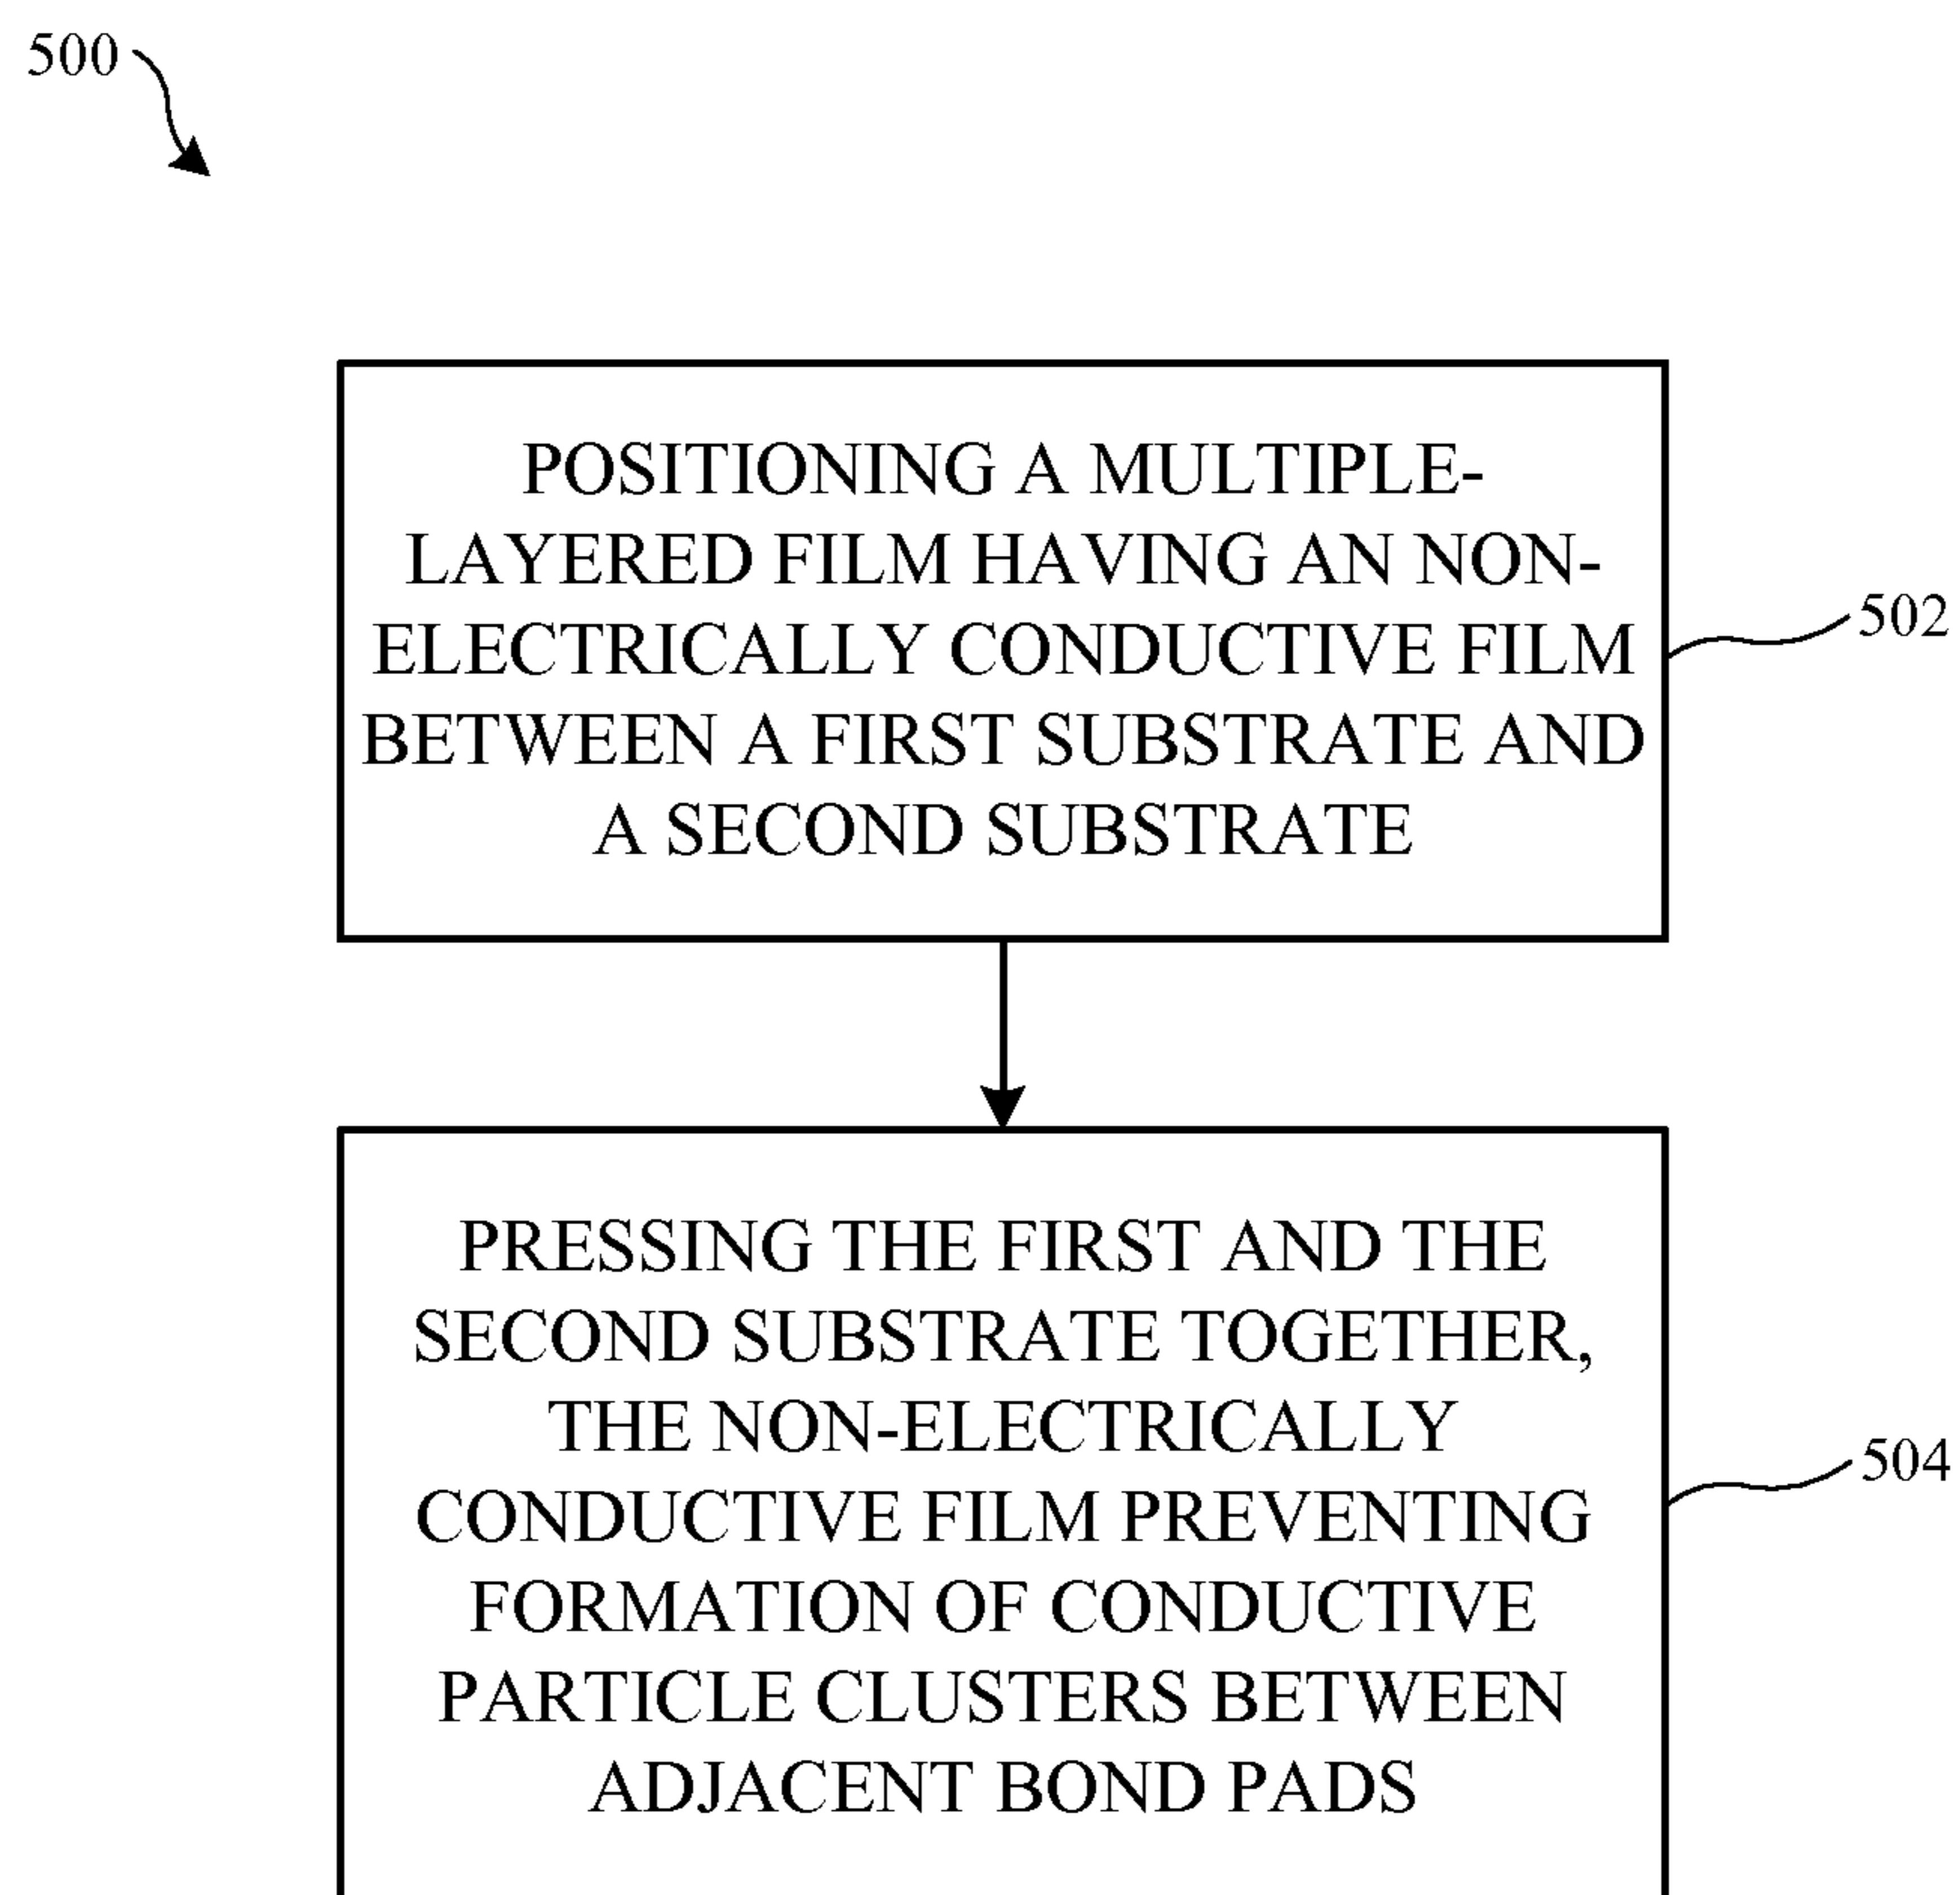 500
POSITIONING A MULTIPLE-
LAYERED FILM HAVING AN NON-
ELECTRICALLY CONDUCTIVE FILM
BETWEEN A FIRST SUBSTRATE AND
A SECOND SUBSTRATE
502
PRESSING THE FIRST AND THE
SECOND SUBSTRATE TOGETHER,
THE NON-ELECTRICALLY
CONDUCTIVE FILM PREVENTING
FORMATION OF CONDUCTIVE
PARTICLE CLUSTERS BETWEEN
ADJACENT BOND PADS
504